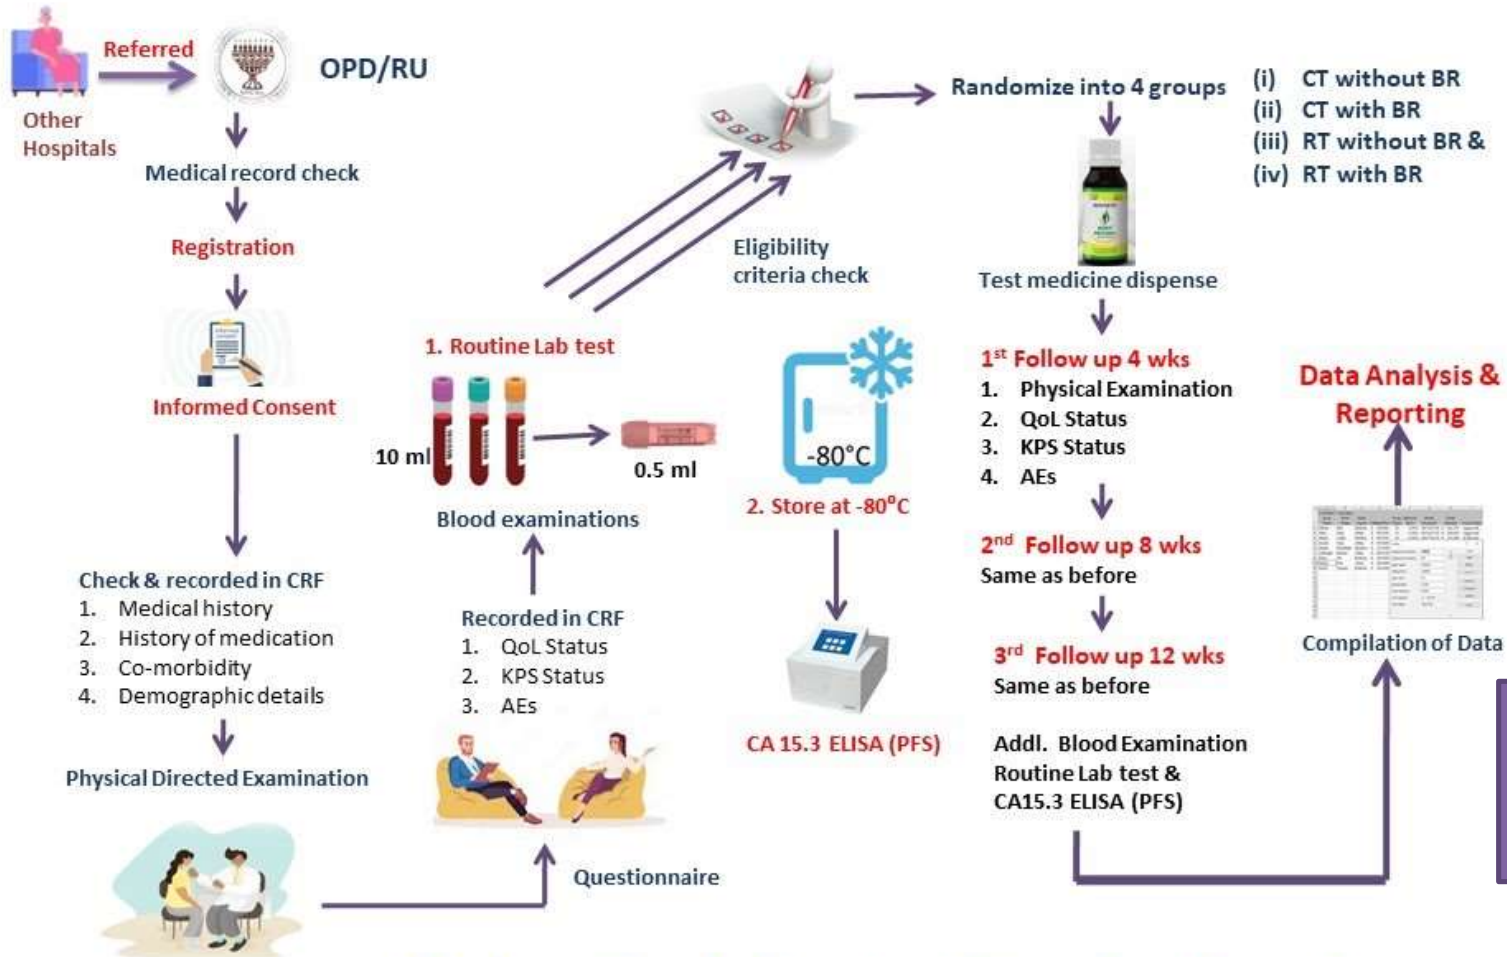 Referred
OPD/RU
Other
Hospitals
Medical record check
Registration
Informed Consent
Check & recorded in CRF
1. Medical history
2. History of medication
3. Co-morbidity
4. Demographic details
Physical Directed Examination
Questionnaire
Recorded in CRF
1. QoL Status
2. KPS Status
3. AEs
Blood examinations
1. Routine Lab test
10 ml
0.5 ml
-80°C
2. Store at -80°C
CA 15.3 ELISA (PFS)
Eligibility
criteria check
Randomize into 4 groups
(i) CT without BR
(ii) CT with BR
(iii) RT without BR &
(iv) RT with BR
Test medicine dispense
1st Follow up 4 wks
1. Physical Examination
2. QoL Status
3. KPS Status
4. AEs
2nd Follow up 8 wks
Same as before
3rd Follow up 12 wks
Same as before
Addl. Blood Examination
Routine Lab test &
CA15.3 ELISA (PFS)
Compilation of Data
Data Analysis &
Reporting